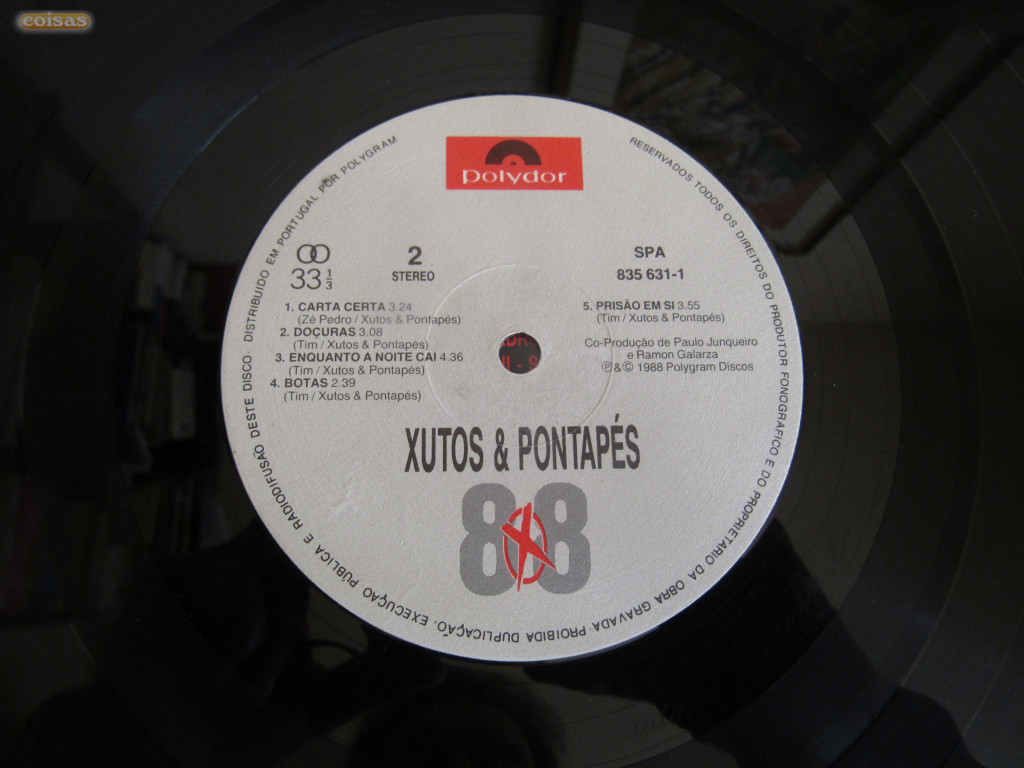 coisas
polydor
RESERVADOS TODOS OS DIREITOS DO PRODUTOR FONOGRAFICO E DO PROPRIETARIO DA OBRA GRAVADA. PROIBIDA DUPLICAÇÃO, EXECUÇÃO PÚBLICA E RADIODIFUSÃO DESTE DISCO. DISTRIBUIDO EM PORTUGAL POR POLYGRAM
33 1/3
2
STEREO
SPA
835 631-1
1. CARTA CERTA 3.24
(Zé Pedro / Xutos & Pontapés)
2. DOÇURAS 3.08
(Tim / Xutos & Pontapés)
3. ENQUANTO A NOITE CAI 4.36
(Tim / Xutos & Pontapés)
4. BOTAS 2.39
(Tim / Xutos & Pontapés)
5. PRISÃO EM SI 3.55
(Tim / Xutos & Pontapés)
Co-Produção de Paulo Junqueiro
e Ramon Galarza
℗&© 1988 Polygram Discos
XUTOS & PONTAPÉS
88